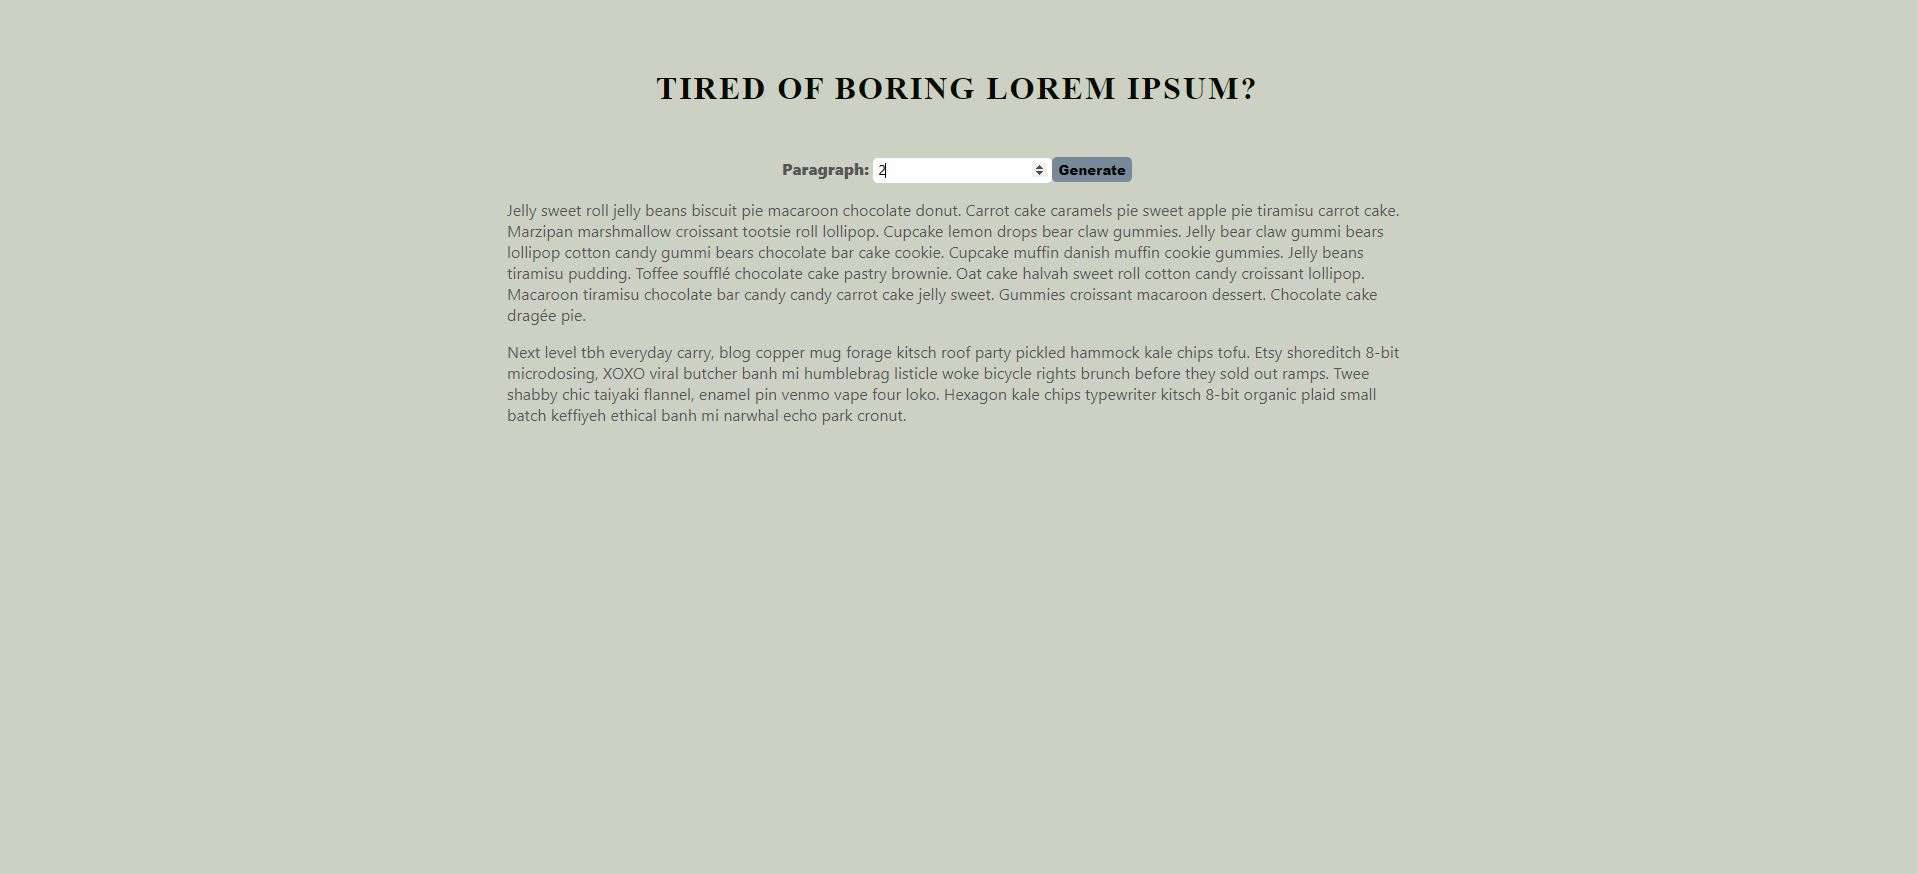 TIRED OF BORING LOREM IPSUM?
Paragraph: 2 Generate
Jelly sweet roll jelly beans biscuit pie macaroon chocolate donut. Carrot cake caramels pie sweet apple pie tiramisu carrot cake.
Marzipan marshmallow croissant tootsie roll lollipop. Cupcake lemon drops bear claw gummies. Jelly bear claw gummi bears
lollipop cotton candy gummi bears chocolate bar cake cookie. Cupcake muffin danish muffin cookie gummies. Jelly beans
tiramisu pudding. Toffee soufflé chocolate cake pastry brownie. Oat cake halvah sweet roll cotton candy croissant lollipop.
Macaroon tiramisu chocolate bar candy candy carrot cake jelly sweet. Gummies croissant macaroon dessert. Chocolate cake
dragée pie.
Next level tbh everyday carry, blog copper mug forage kitsch roof party pickled hammock kale chips tofu. Etsy shoreditch 8-bit
microdosing, XOXO viral butcher banh mi humblebrag listicle woke bicycle rights brunch before they sold out ramps. Twee
shabby chic taiyaki flannel, enamel pin venmo vape four loko. Hexagon kale chips typewriter kitsch 8-bit organic plaid small
batch keffiyeh ethical banh mi narwhal echo park cronut.